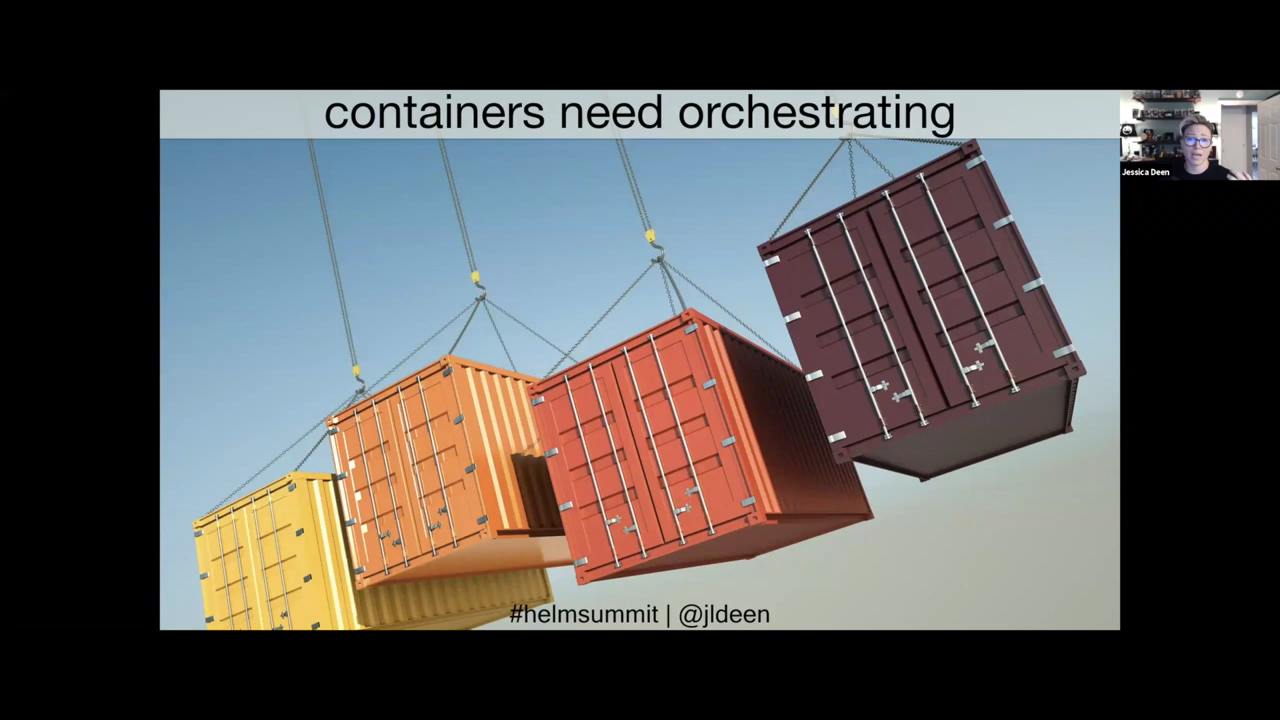 containers need orchestrating
Jessica Deen
#helmsummit | @jldeen